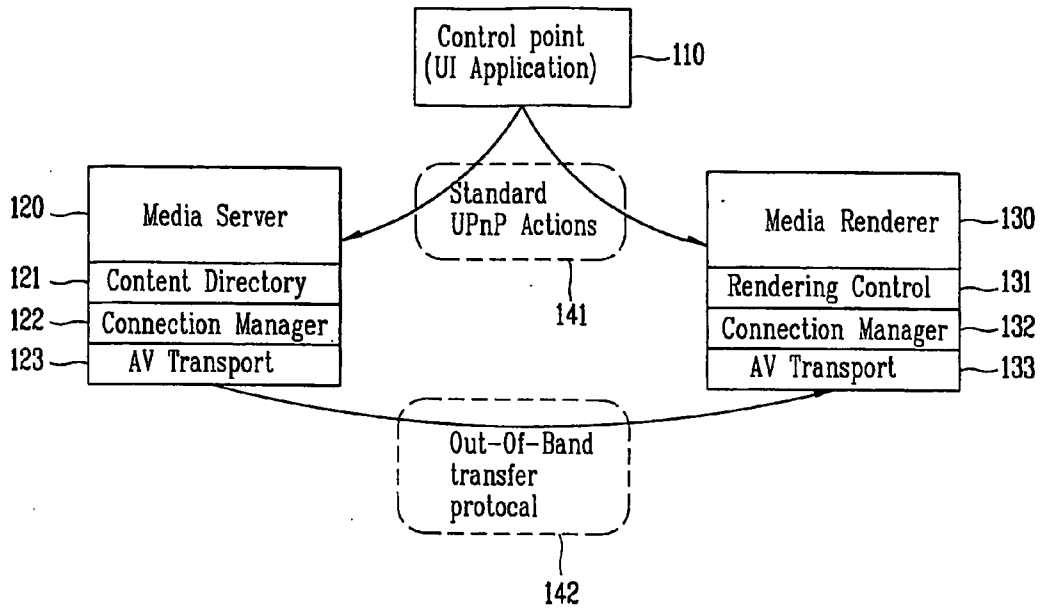 Control point
(UI Application)
110
120
Media Server
Standard
UPnP Actions
Media Renderer
130
121
Content Directory
141
Rendering Control
131
122
Connection Manager
Connection Manager
132
123
AV Transport
AV Transport
133
Out-Of-Band
transfer
protocal
142